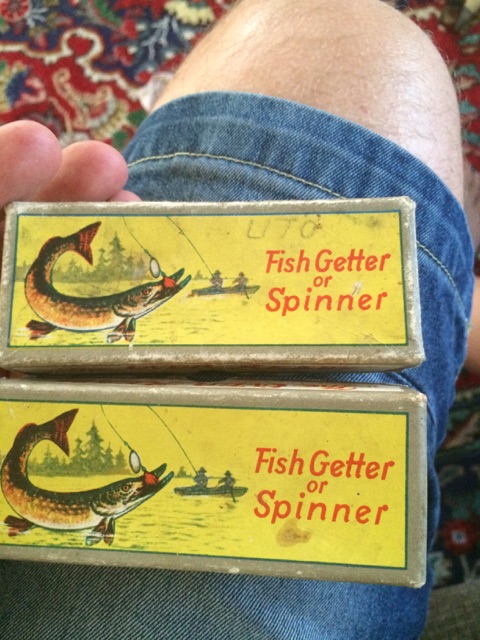 Fish Getter
or
Spinner
Fish Getter
or
Spinner